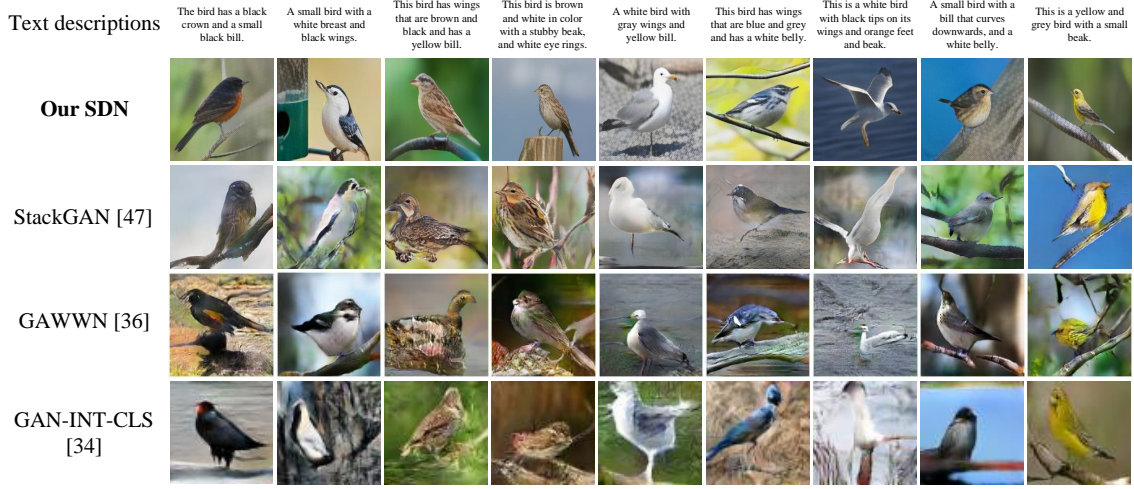 Text descriptions
The bird has a black
crown and a small
black bill.
A small bird with a
white breast and
black wings.
This bird has wings
that are brown and
black and has a
yellow bill.
This bird is brown
and white in color
with a stubby beak,
and white eye rings.
A white bird with
gray wings and
yellow bill.
This bird has wings
that are blue and grey
and has a white belly.
This is a white bird
with black tips on its
wings and orange feet
and beak.
A small bird with a
bill that curves
downwards, and a
white belly.
This is a yellow and
grey bird with a small
beak.
Our SDN
StackGAN [47]
GAWWN [36]
GAN-INT-CLS
[34]